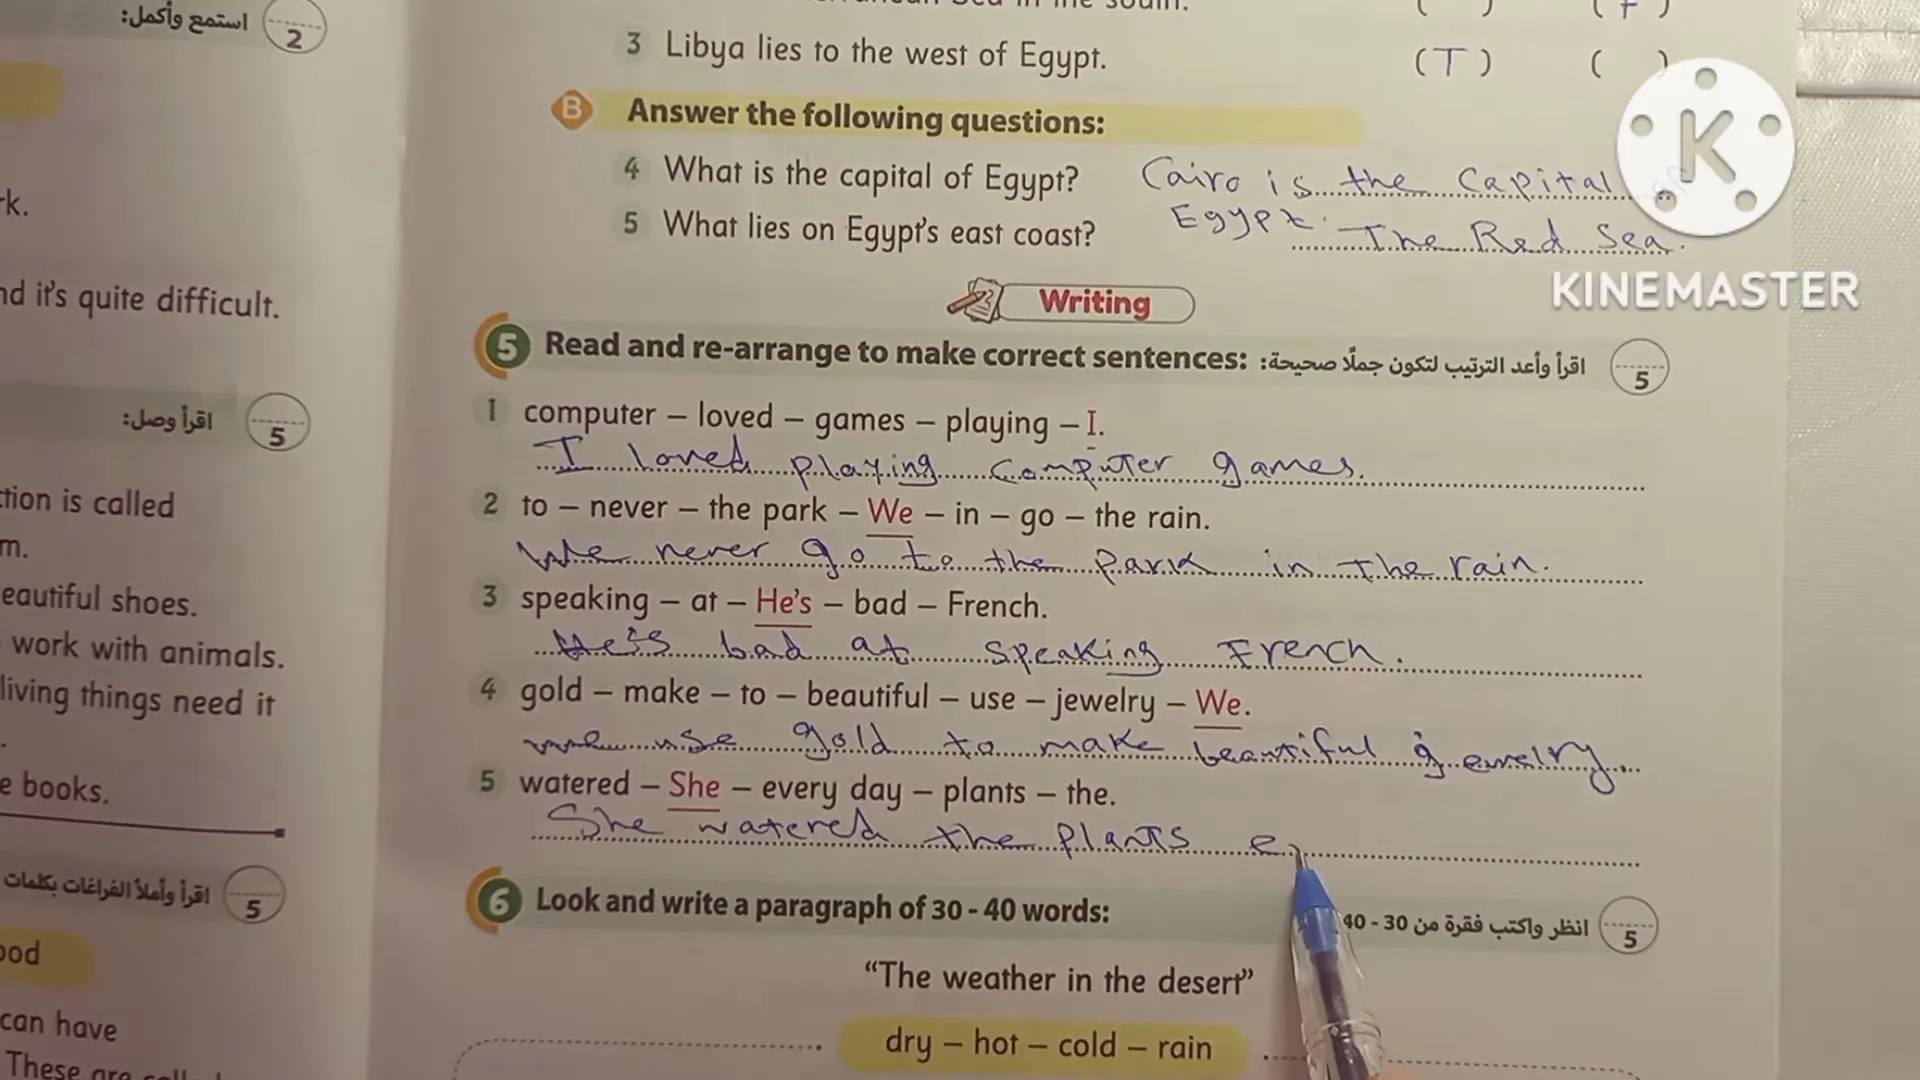 استمع وأكمل:
2
rk.
nd it's quite difficult.
اقرأ وصل:
5
tion is called
m.
eautiful shoes.
work with animals.
living things need it
e books.
اقرأ واملأ الفراغات بكلمات
5
ood
can have
These are
Sea in the south.
3 Libya lies to the west of Egypt. (T) ( )
B Answer the following questions:
4 What is the capital of Egypt? Cairo is the Capital
Egypt.
5 What lies on Egypt's east coast? The Red Sea.
K
KINEMASTER
Writing
5 Read and re-arrange to make correct sentences: اقرأ وأعد الترتيب لتكون جملًا صحيحة: 5
1 computer – loved – games – playing – I.
I loved playing computer games.
2 to – never – the park – We – in – go – the rain.
We never go to the park in the rain.
3 speaking – at – He's – bad – French.
He's bad at speaking French.
4 gold – make – to – beautiful – use – jewelry – We.
we use gold to make beautiful jewelry.
5 watered – She – every day – plants – the.
She watered the plants e
6 Look and write a paragraph of 30 - 40 words: انظر واكتب فقرة من 30 - 40 5
“The weather in the desert”
dry – hot – cold – rain